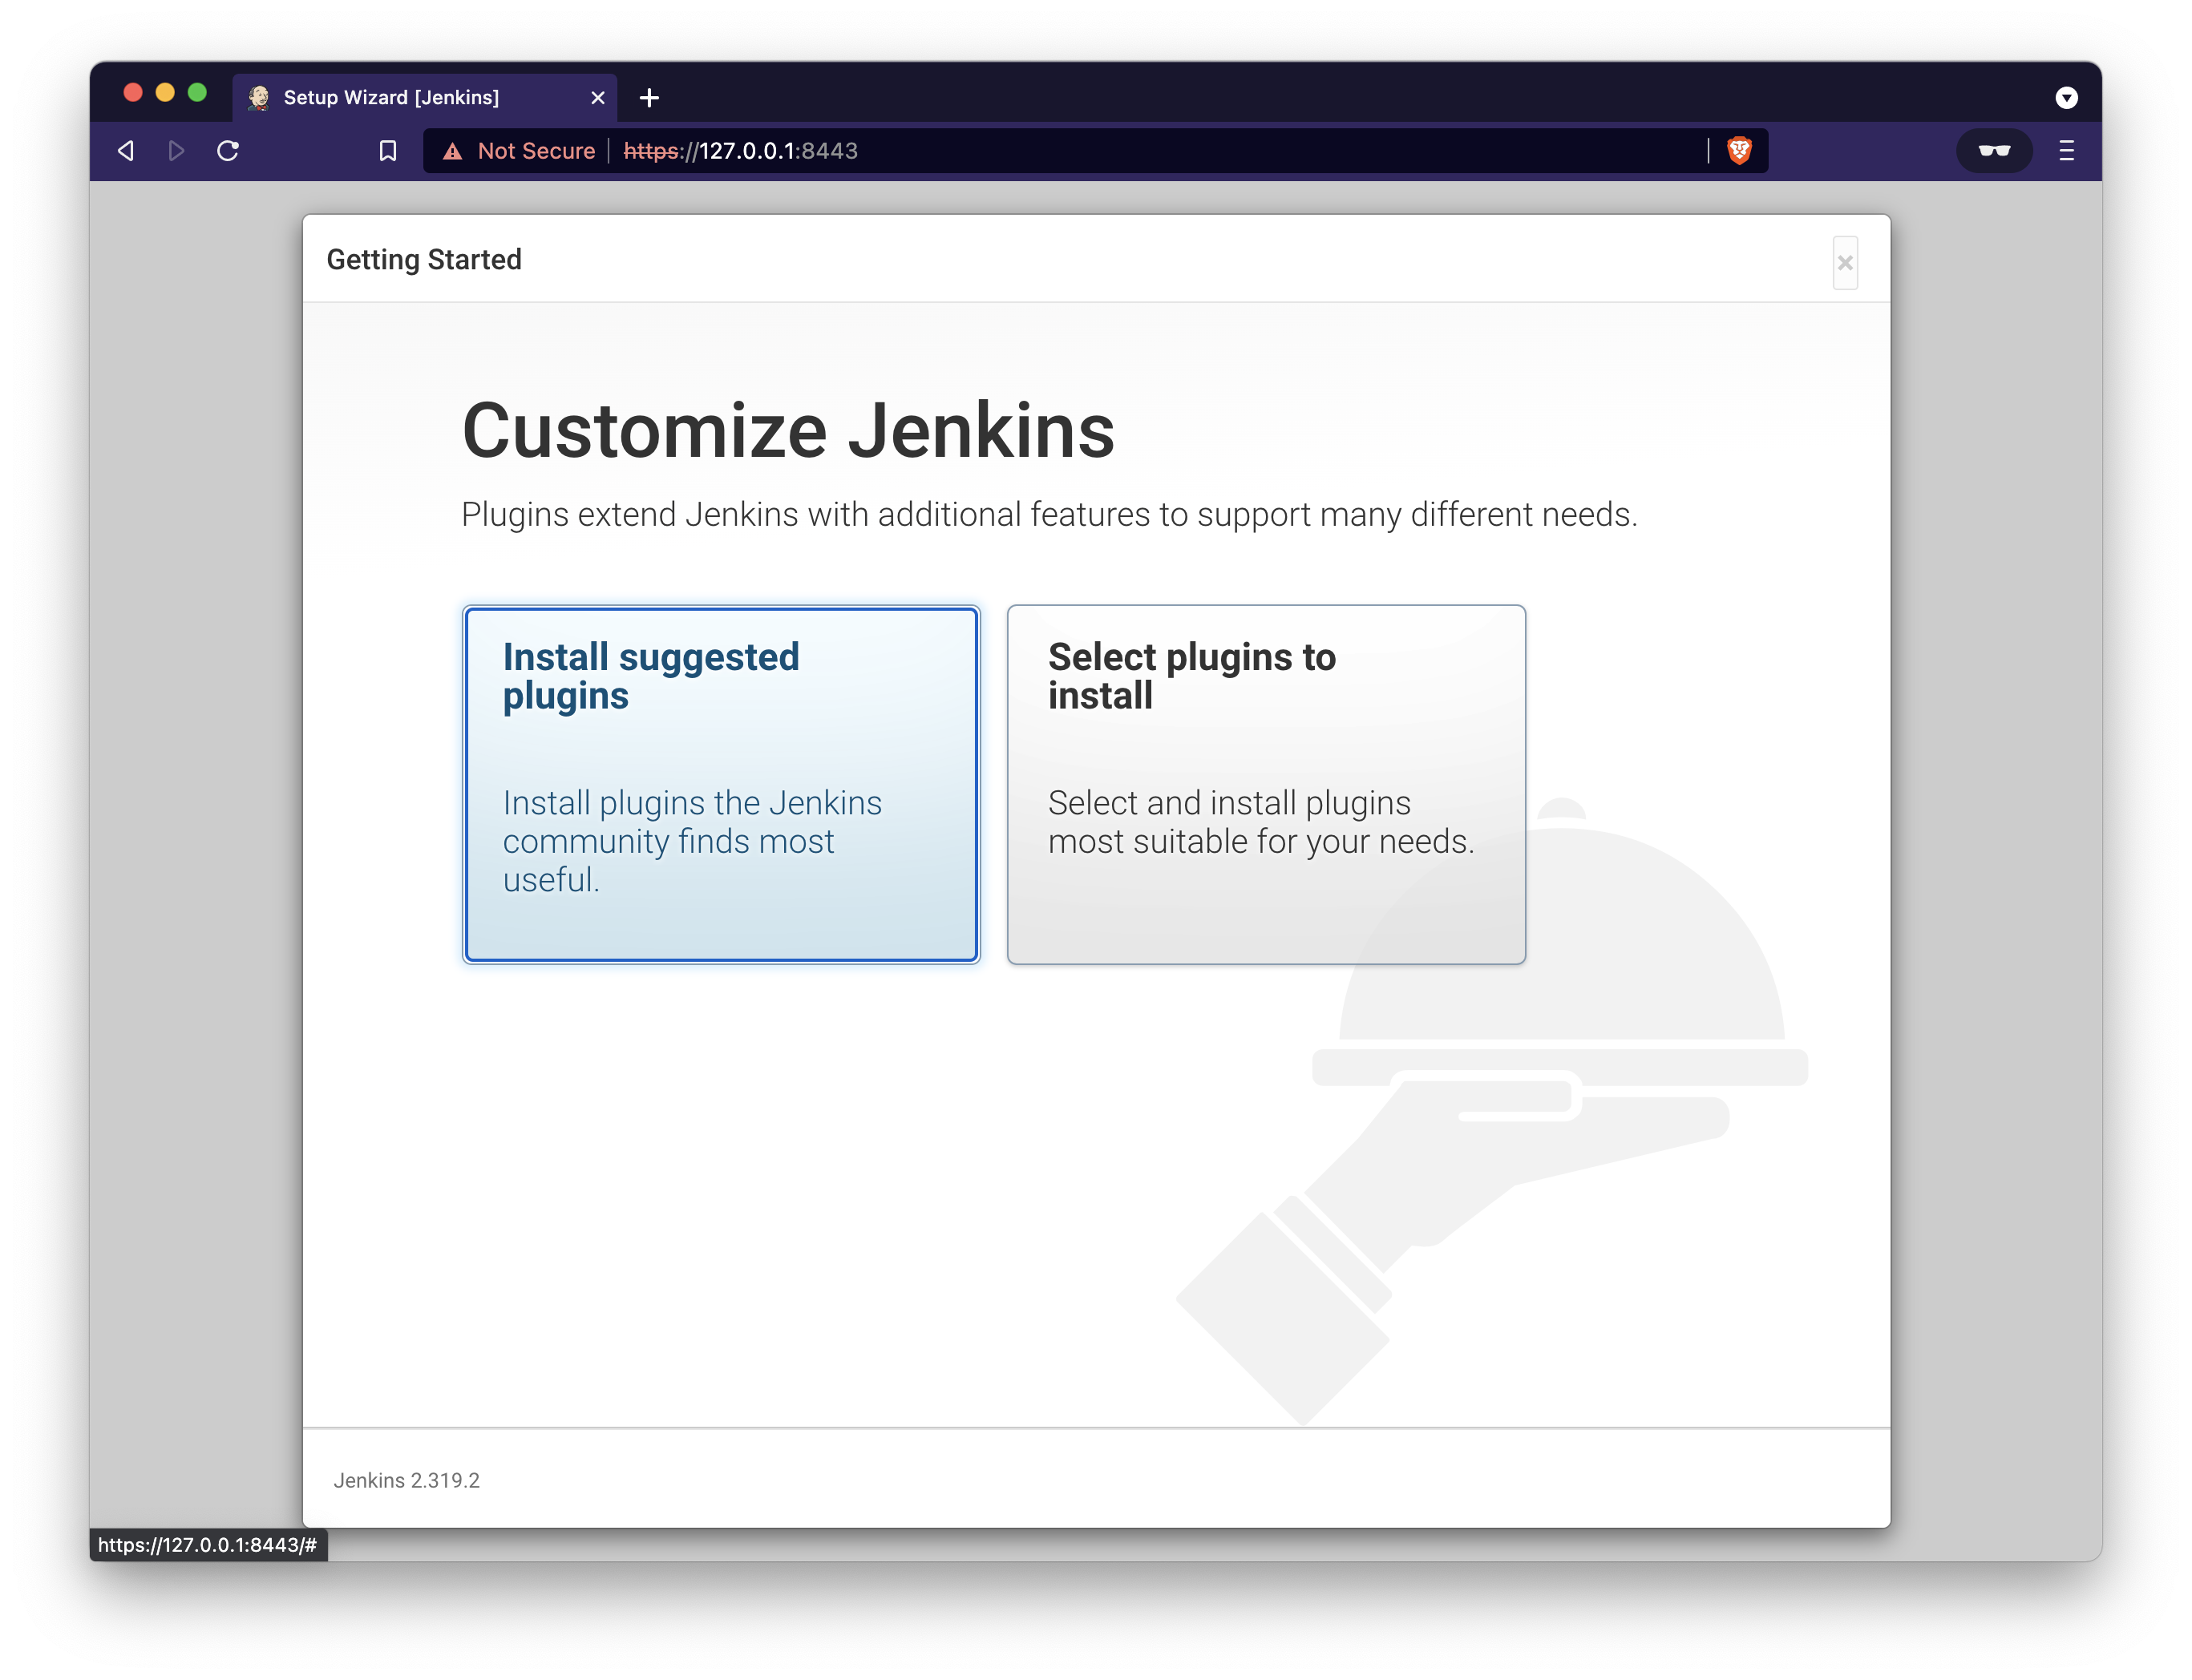 Setup Wizard [Jenkins]
Not Secure https://127.0.0.1:8443
Getting Started
Customize Jenkins
Plugins extend Jenkins with additional features to support many different needs.
Install suggested
plugins
Install plugins the Jenkins
community finds most
useful.
Select plugins to
install
Select and install plugins
most suitable for your needs.
Jenkins 2.319.2
https://127.0.0.1:8443/#